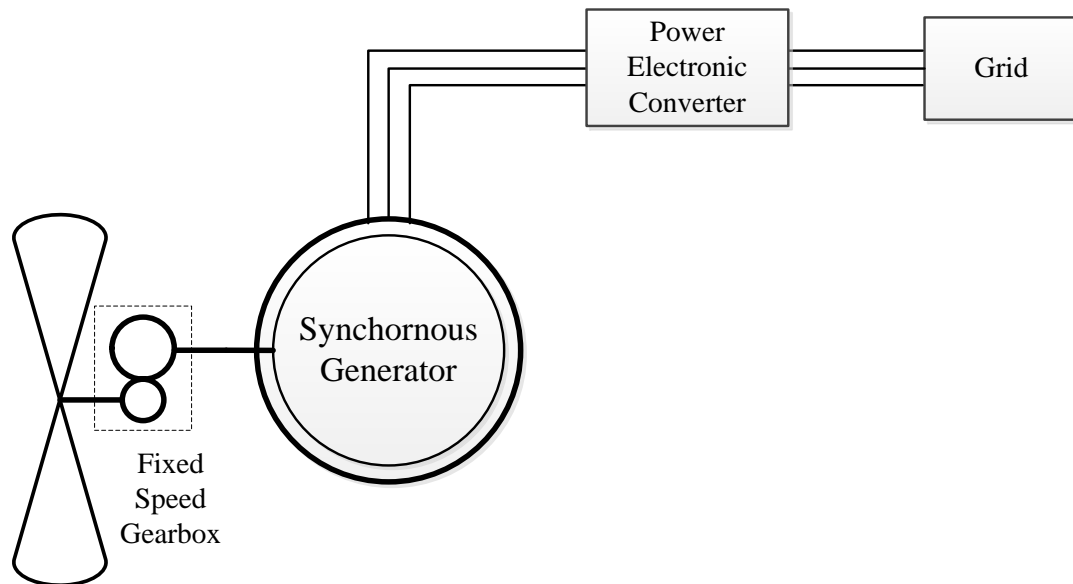 Power
Electronic
Converter
Grid
Synchornous
Generator
Fixed
Speed
Gearbox